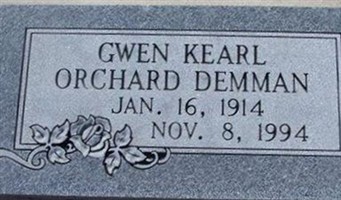 GWEN KEARL
ORCHARD DEMMAN
JAN. 16, 1914
NOV. 8, 1994